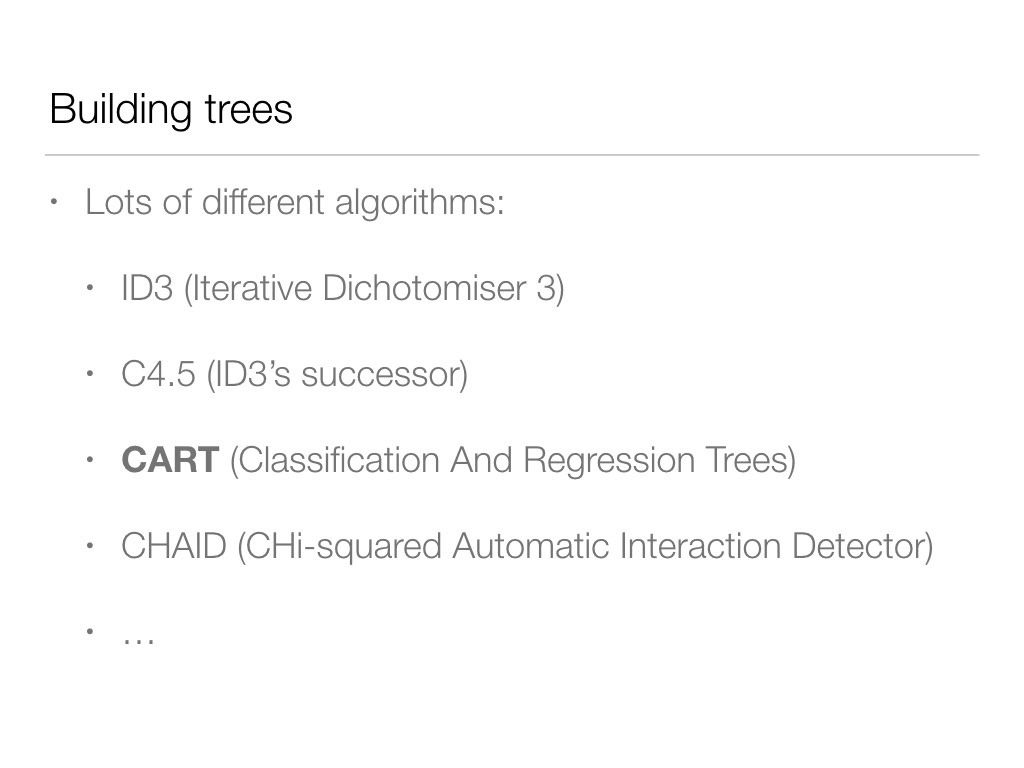 Building trees
• Lots of different algorithms:
• ID3 (Iterative Dichotomiser 3)
• C4.5 (ID3’s successor)
• CART (Classification And Regression Trees)
• CHAID (CHi-squared Automatic Interaction Detector)
• …